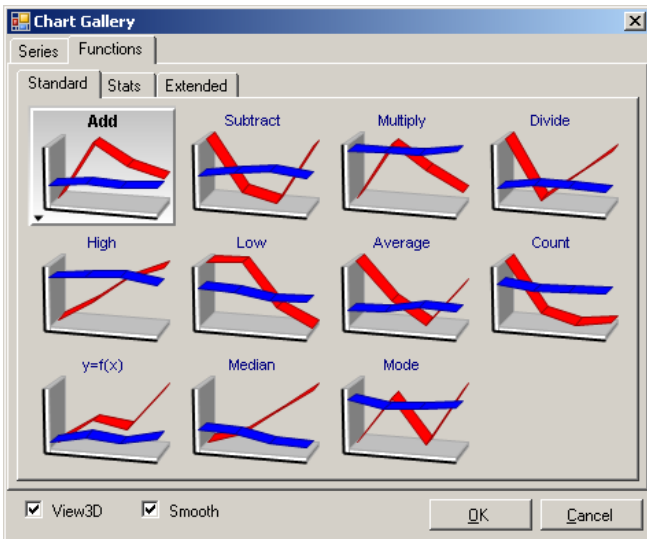 Chart Gallery
Series Functions
Standard Stats Extended
Add Subtract Multiply Divide
High Low Average Count
y=f(x) Median Mode
View3D Smooth OK Cancel